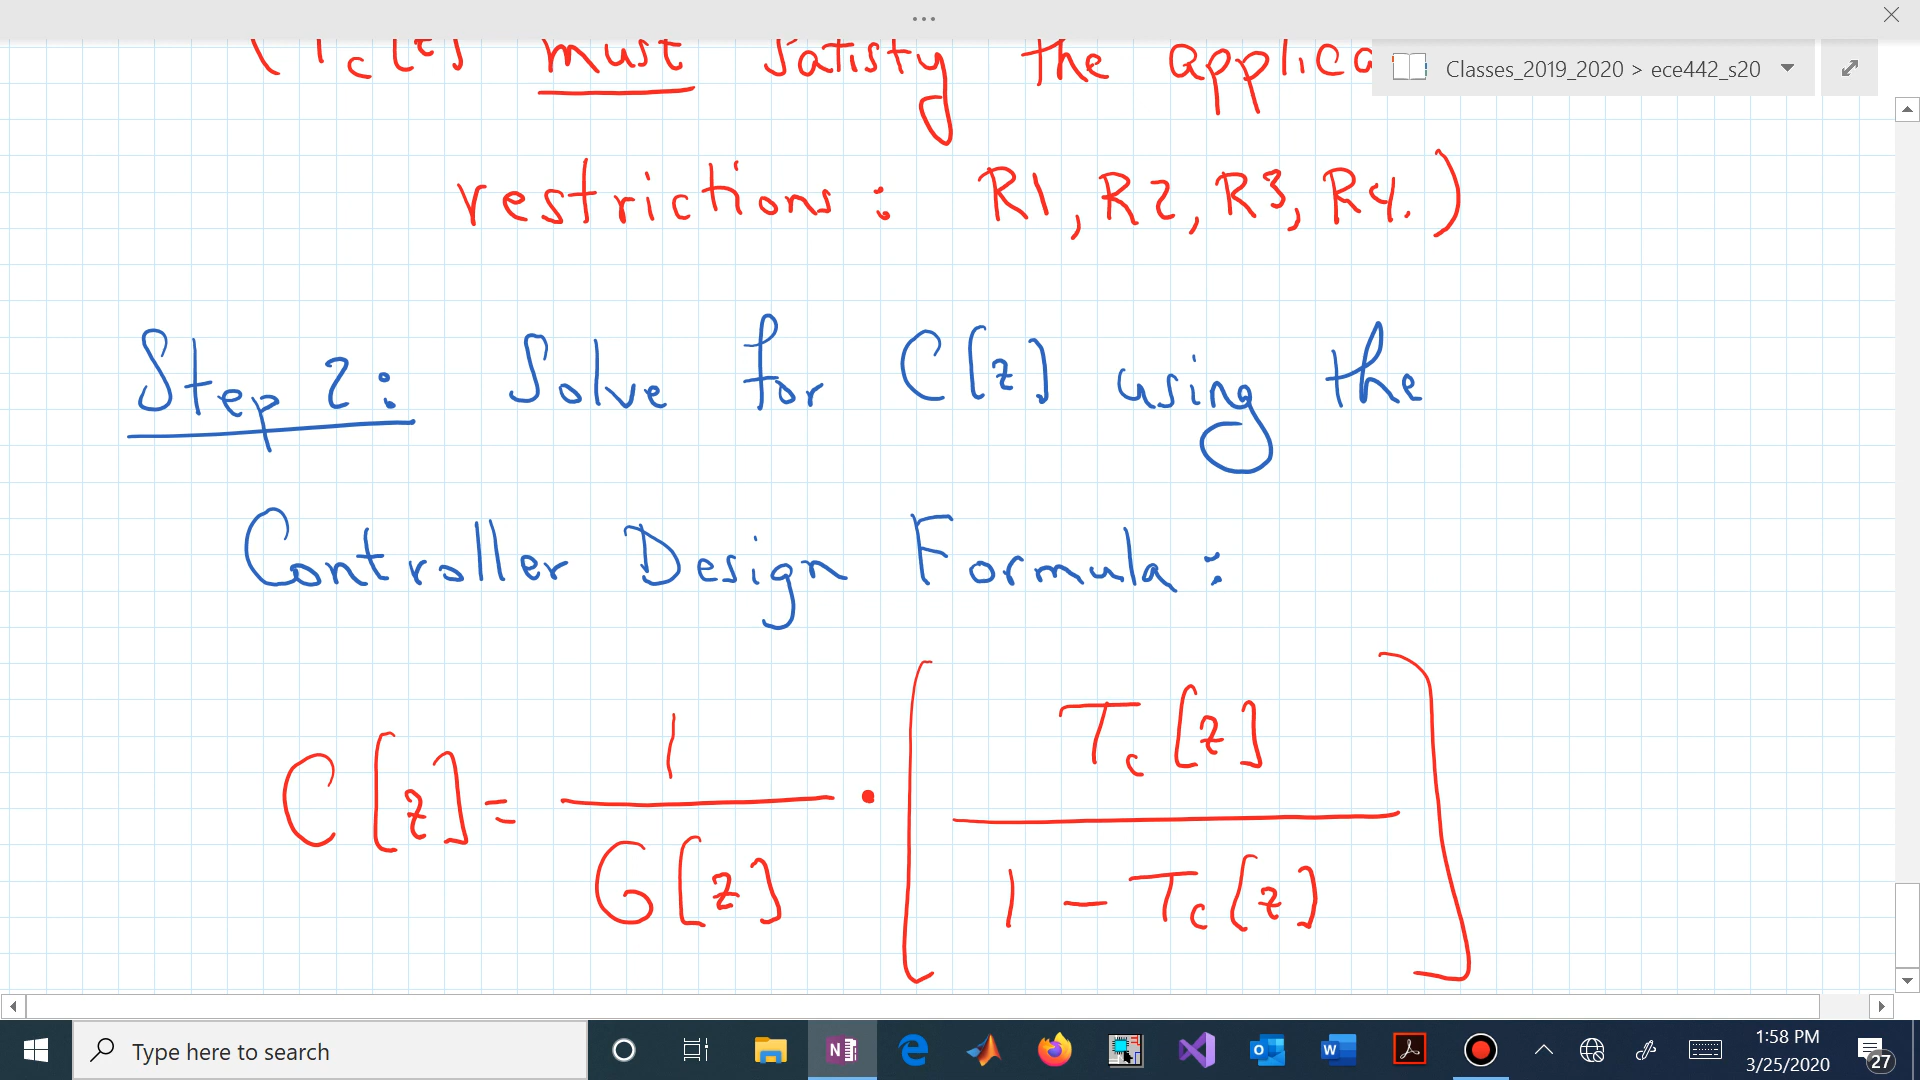 (Tc[z] must satisfy the applica
Classes_2019_2020 > ece442_s20
restrictions: R1, R2, R3, R4.)
Step 2: Solve for C[z] using the
Controller Design Formula:
C[z] = 1 / G[z] • [ Tc[z] / 1 - Tc[z] ]
Type here to search
1:58 PM
3/25/2020
27